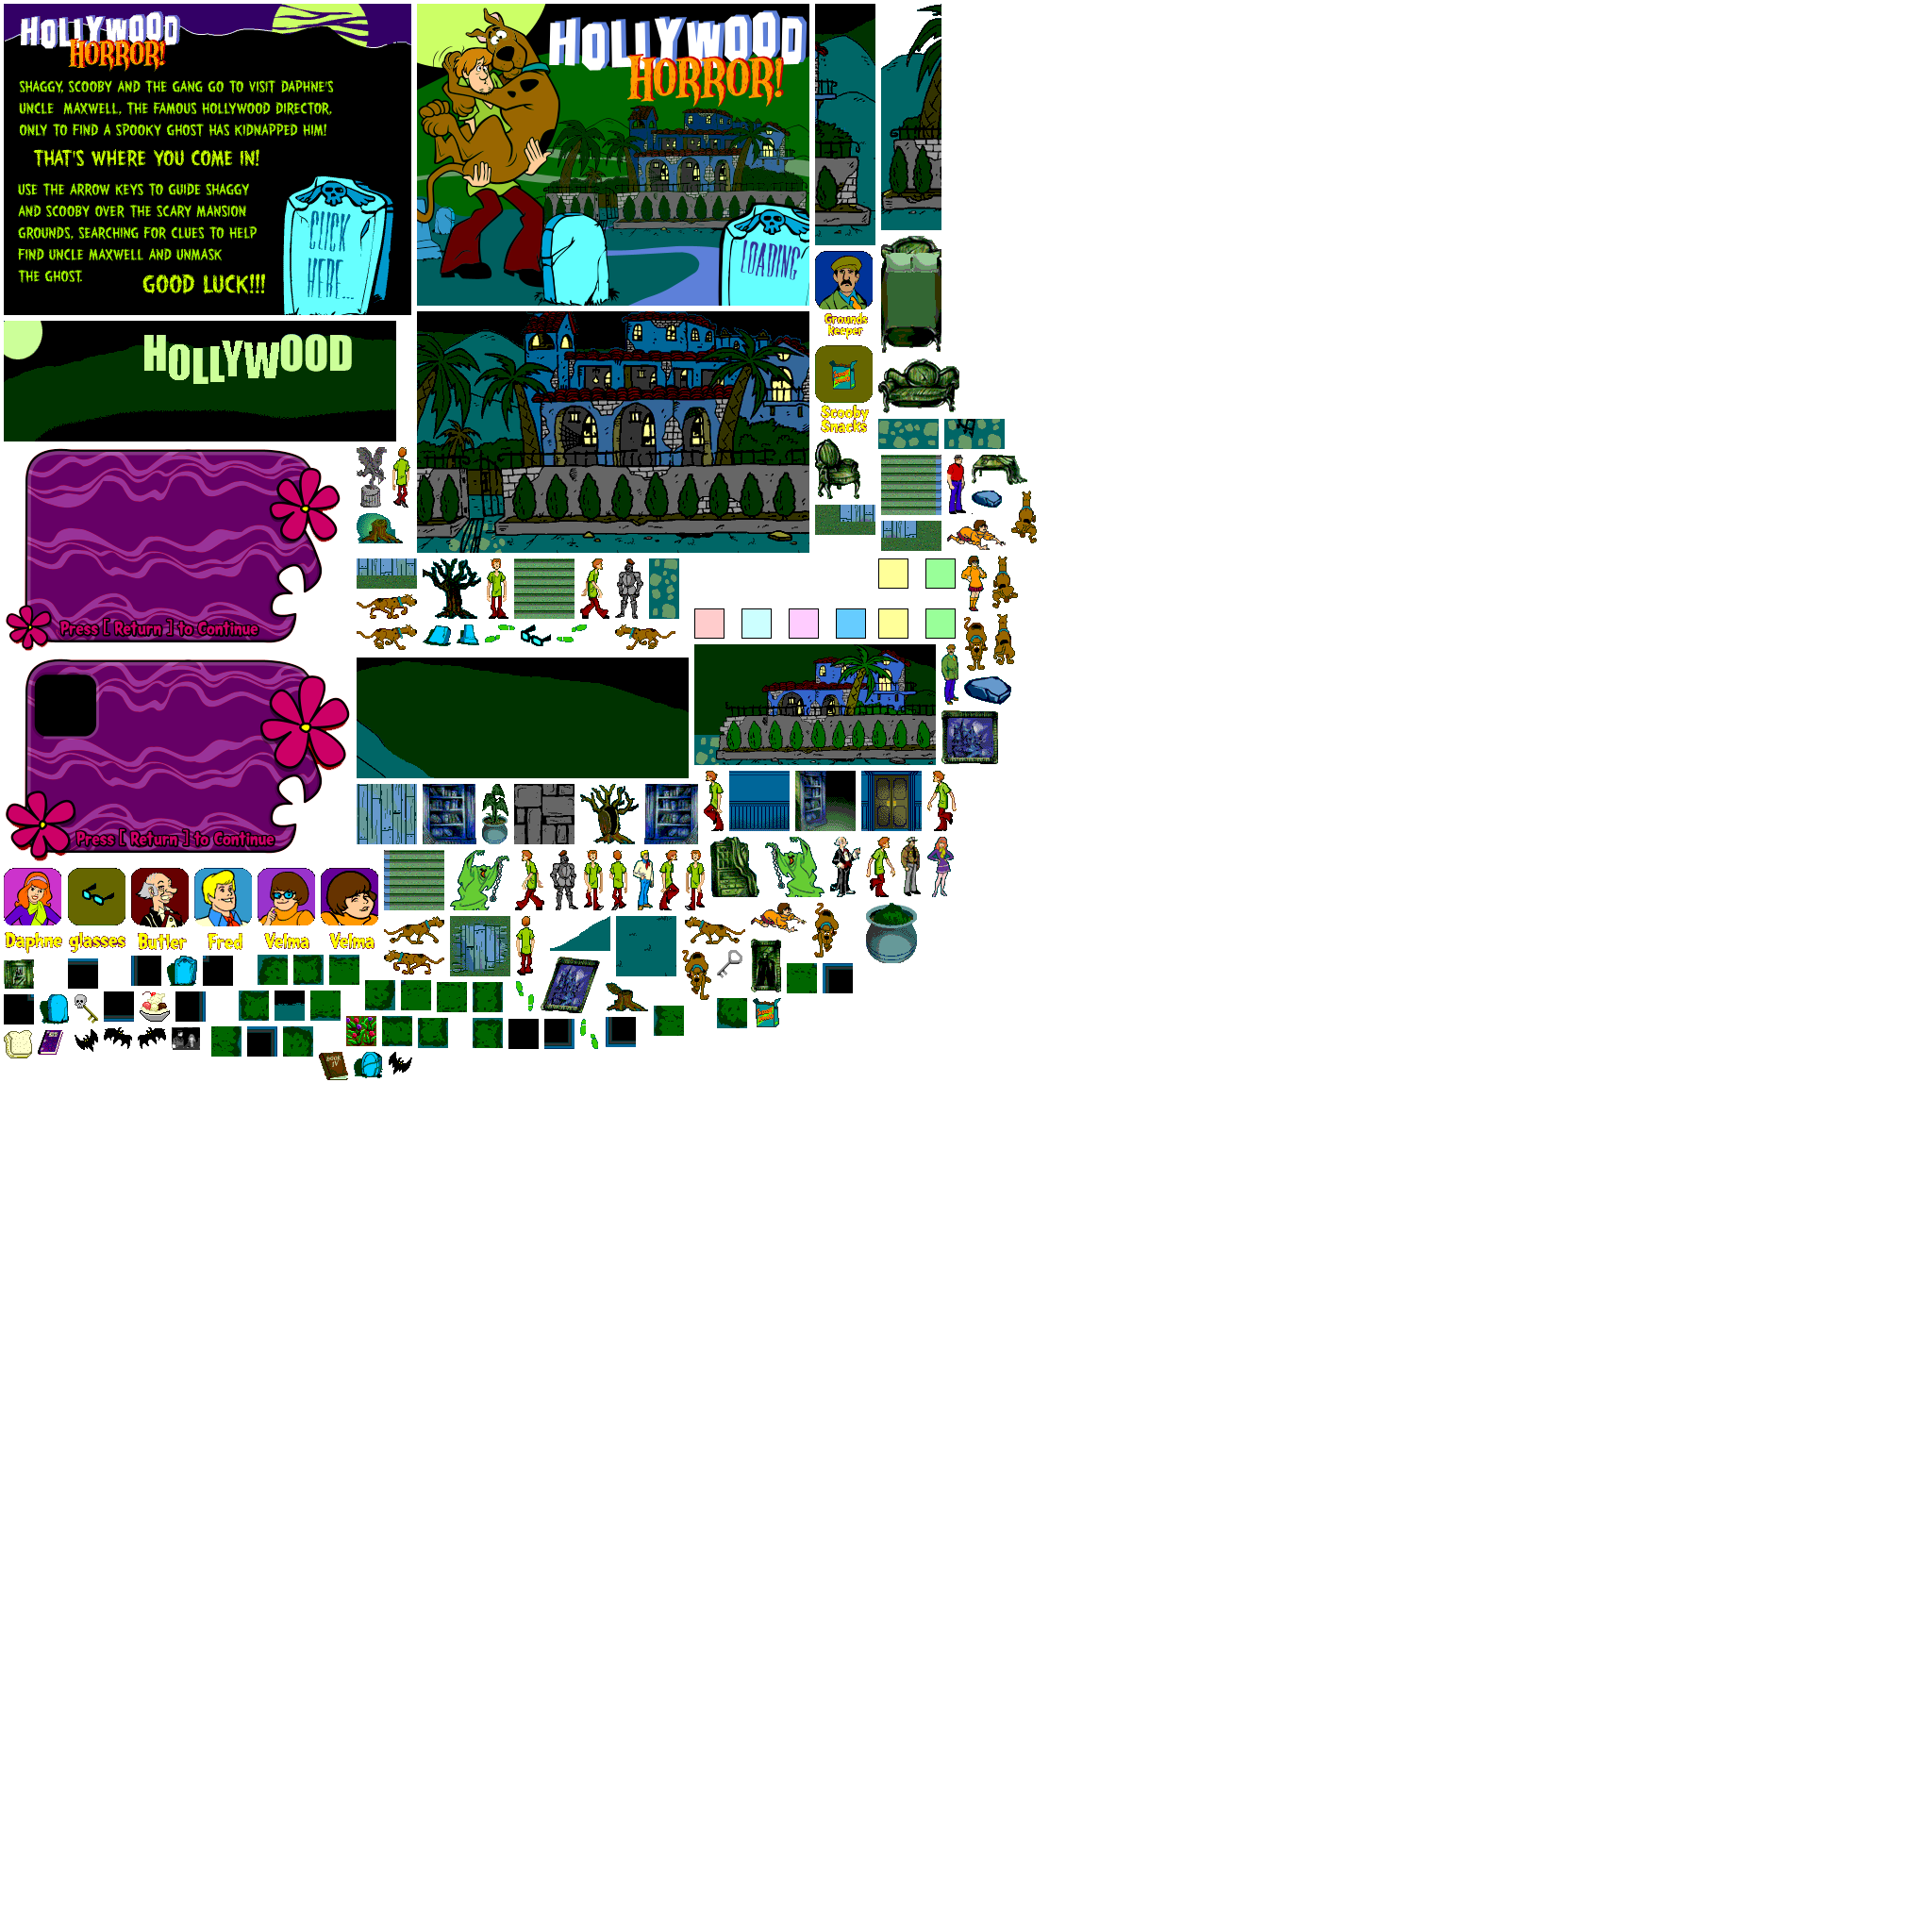 HOLLYWOOD
HORROR!
SHAGGY, SCOOBY AND THE GANG GO TO VISIT DAPHNE'S
UNCLE MAXWELL, THE FAMOUS HOLLYWOOD DIRECTOR,
ONLY TO FIND A SPOOKY GHOST HAS KIDNAPPED HIM!
THAT'S WHERE YOU COME IN!
USE THE ARROW KEYS TO GUIDE SHAGGY
AND SCOOBY OVER THE SCARY MANSION
GROUNDS, SEARCHING FOR CLUES TO HELP
FIND UNCLE MAXWELL AND UNMASK
THE GHOST.
GOOD LUCK!!!
CLICK
HERE...
HOLLYWOOD
HORROR!
LOADING
Grounds
Keeper
Scooby
Snacks
HOLLYWOOD
Press [ Return ] to Continue
Press [ Return ] to Continue
Daphne
glasses
Butler
Fred
Velma
Velma